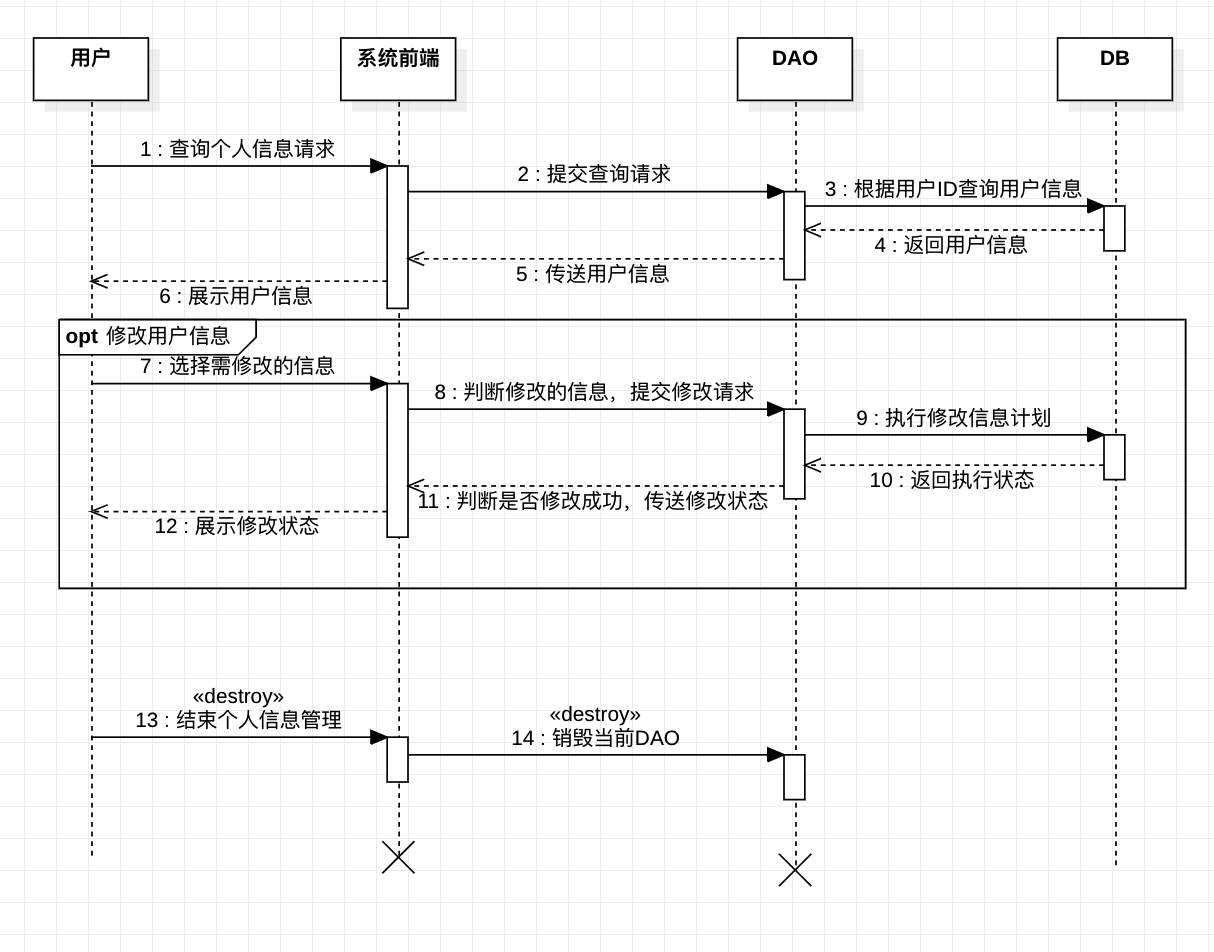 用户
系统前端
DAO
DB
1 : 查询个人信息请求
2 : 提交查询请求
3 : 根据用户ID查询用户信息
4 : 返回用户信息
5 : 传送用户信息
6 : 展示用户信息
opt 修改用户信息
7 : 选择需修改的信息
8 : 判断修改的信息，提交修改请求
9 : 执行修改信息计划
10 : 返回执行状态
11 : 判断是否修改成功，传送修改状态
12 : 展示修改状态
«destroy»
13 : 结束个人信息管理
«destroy»
14 : 销毁当前DAO